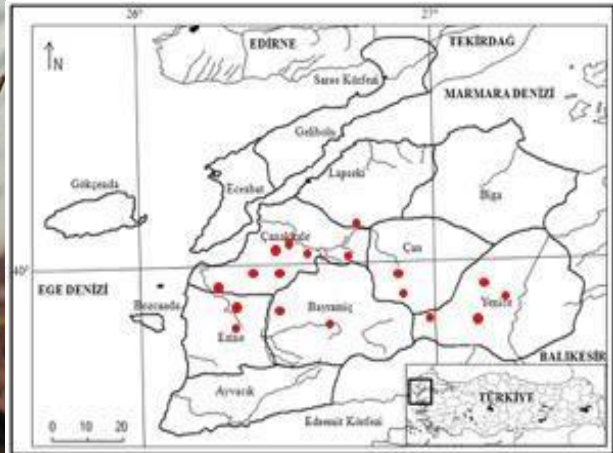 26° 27°
EDİRNE TEKİRDAĞ
N
Saros Körfezi
MARMARA DENİZİ
Gelibolu
Lapseki
Gökçeada
Eceabat
Biga
Çanakkale
Çan
40°
EGE DENİZİ
Bozcaada
Bayramiç
Yenice
Ezine
BALIKESİR
Ayvacık
TÜRKİYE
Edremit Körfezi
0 10 20